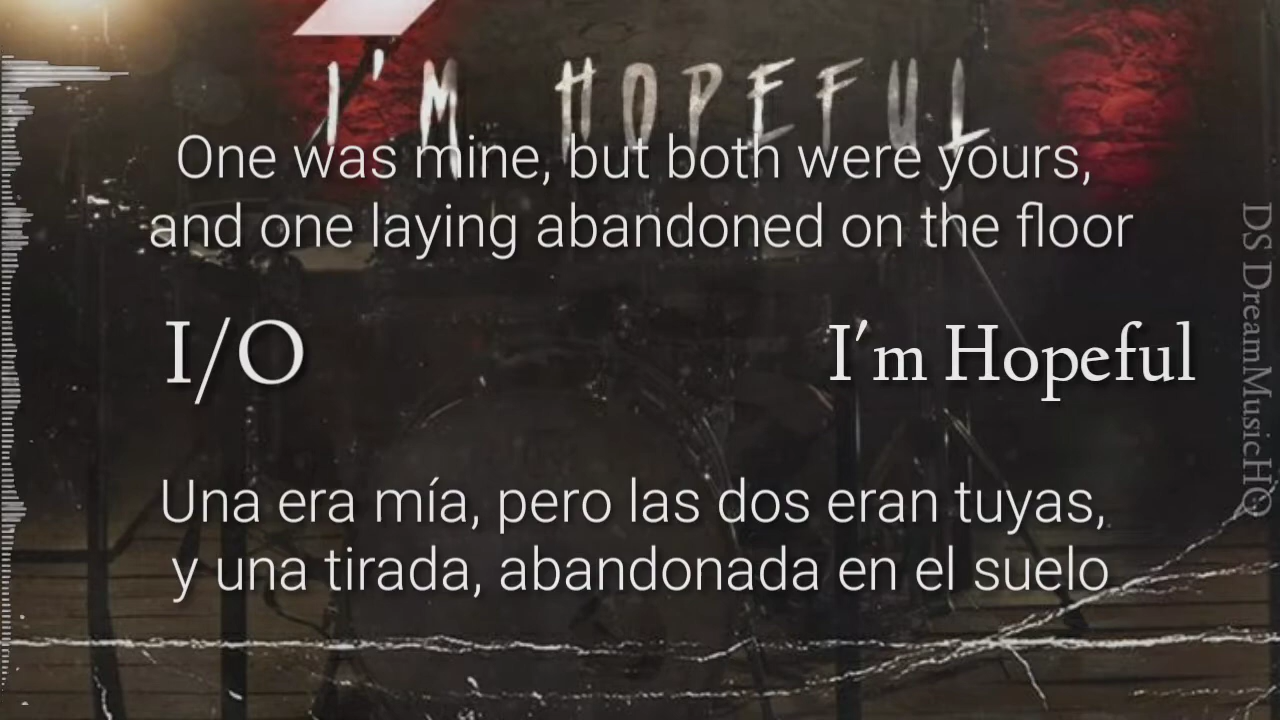 I'M HOPEFUL
One was mine, but both were yours,
and one laying abandoned on the floor
I/O
I'm Hopeful
Una era mía, pero las dos eran tuyas,
y una tirada, abandonada en el suelo
DS DreamMusicHQ